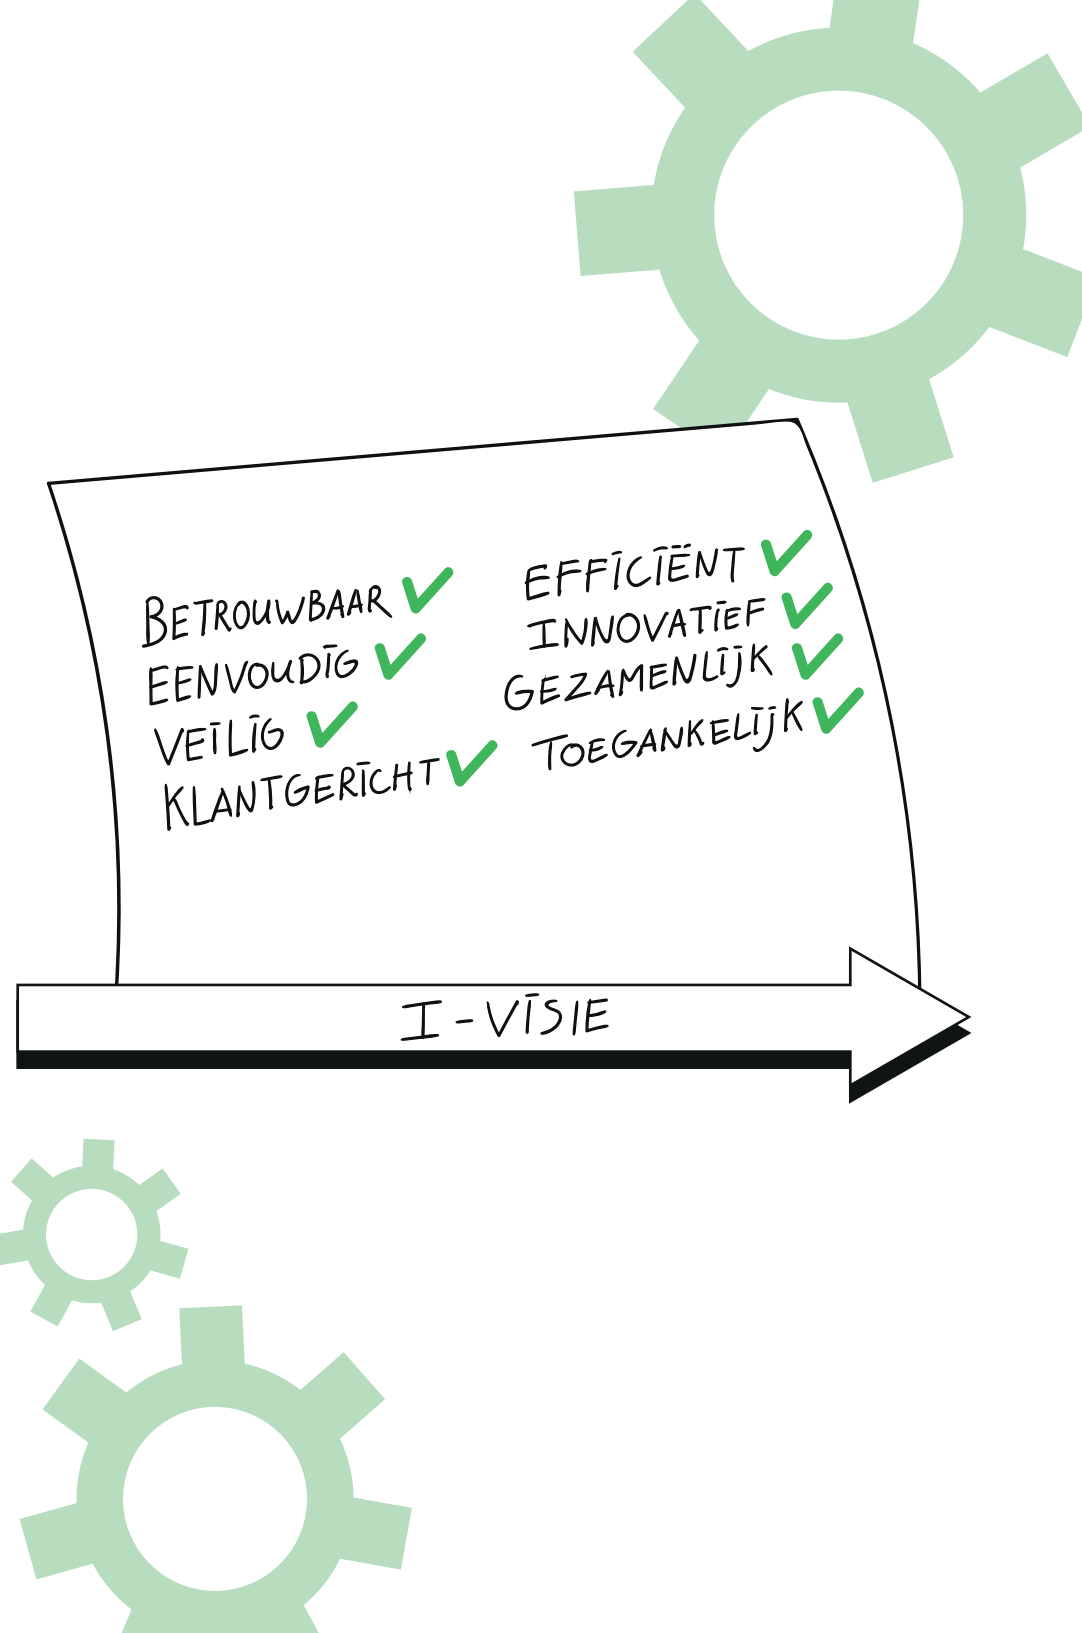 BETROUWBAAR
EENVOUDIG
VEILIG
KLANTGERICHT
EFFICIËNT
INNOVATIEF
GEZAMENLIJK
TOEGANKELIJK
I-VISIE